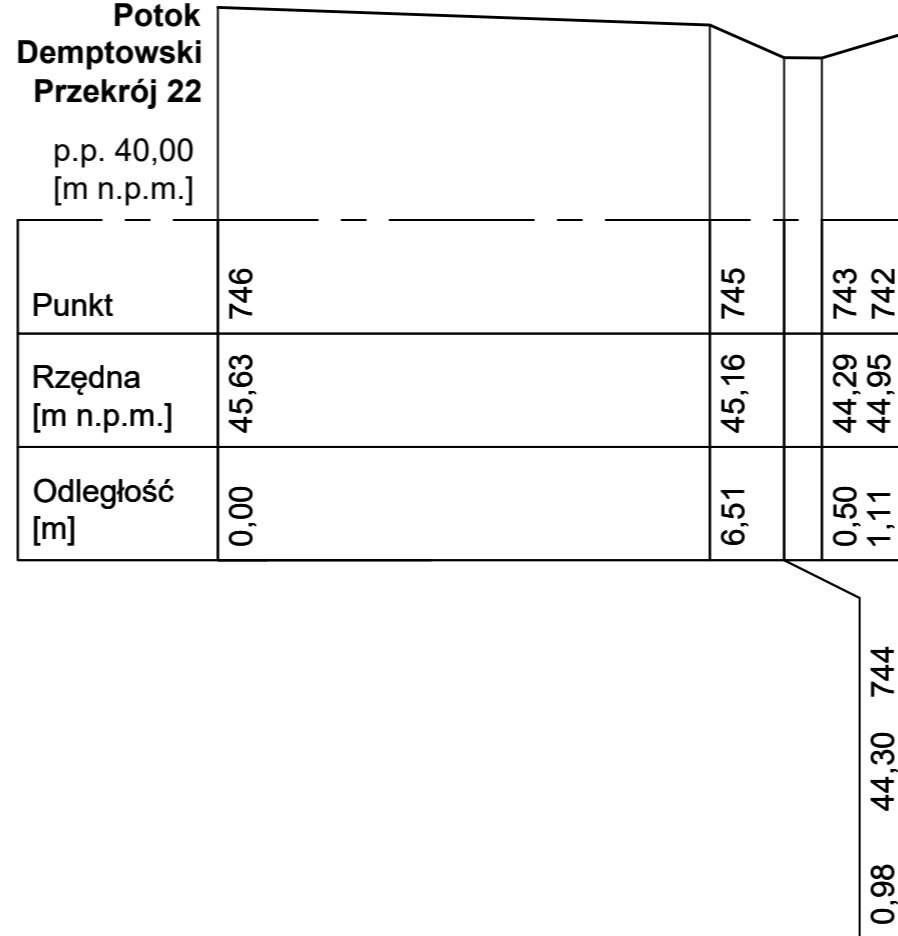 Potok
Demptowski
Przekrój 22
p.p. 40,00
[m n.p.m.]
Punkt
746
745
743
742
Rzędna
[m n.p.m.]
45,63
45,16
44,29
44,95
Odległość
[m]
0,00
6,51
0,50
1,11
744
44,30
0,98